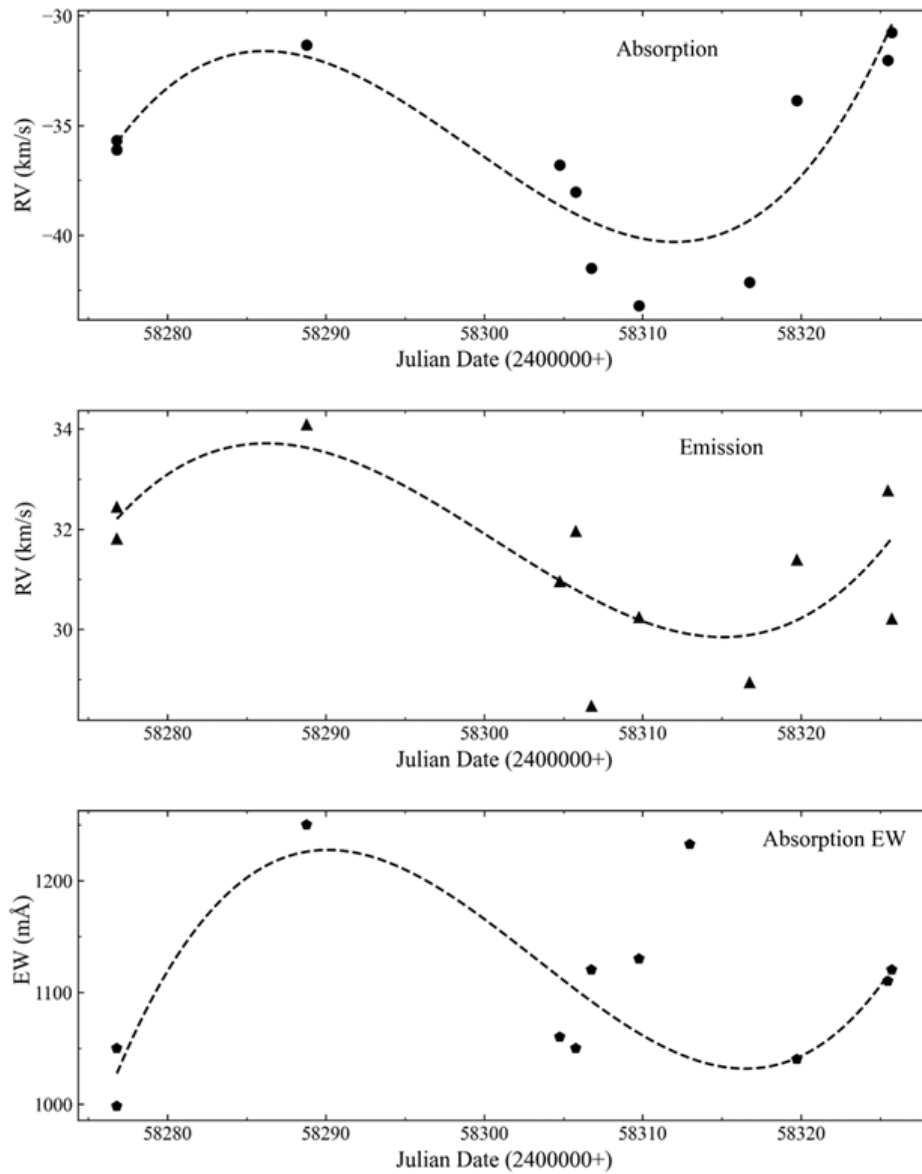 −30
Absorption
−35
−40
RV (km/s)
58280 58290 58300 58310 58320
Julian Date (2400000+)
34
Emission
32
30
RV (km/s)
58280 58290 58300 58310 58320
Julian Date (2400000+)
Absorption EW
1200
1100
1000
EW (mÅ)
58280 58290 58300 58310 58320
Julian Date (2400000+)